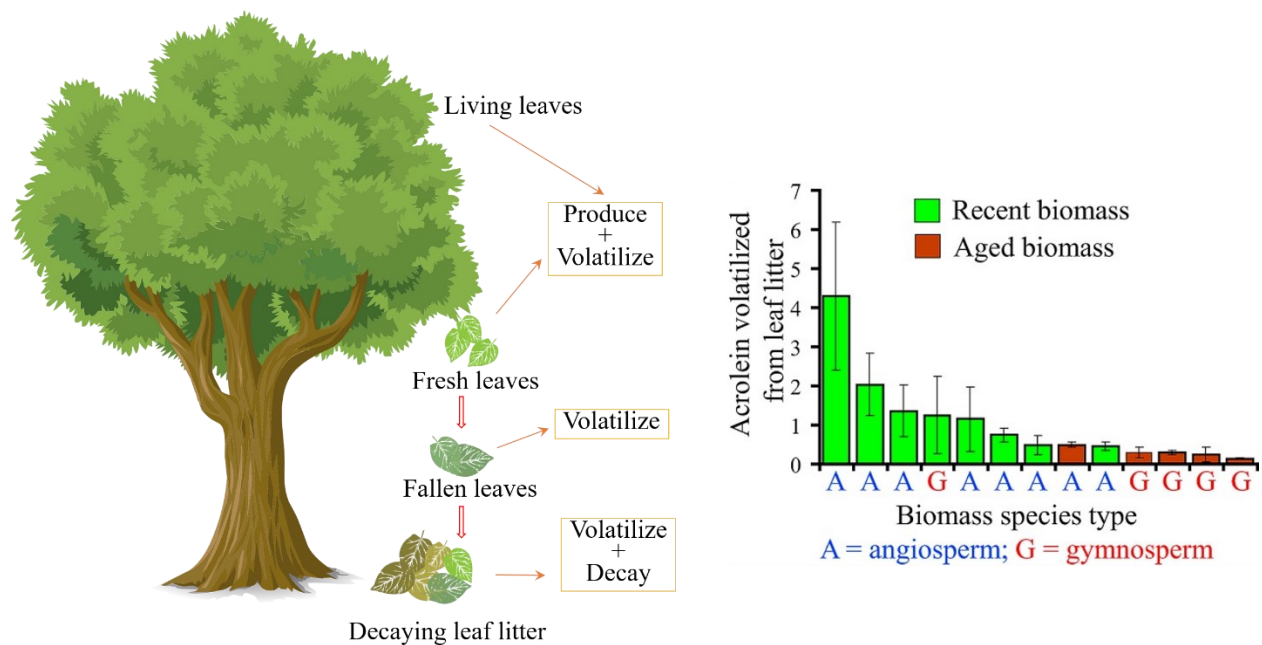 Living leaves
Produce
+
Volatilize
Fresh leaves
Volatilize
Fallen leaves
Volatilize
+
Decay
Decaying leaf litter
Acrolein volatilized
from leaf litter
7
6
5
4
3
2
1
0
Recent biomass
Aged biomass
A A A G A A A A A G G G G
Biomass species type
A = angiosperm; G = gymnosperm